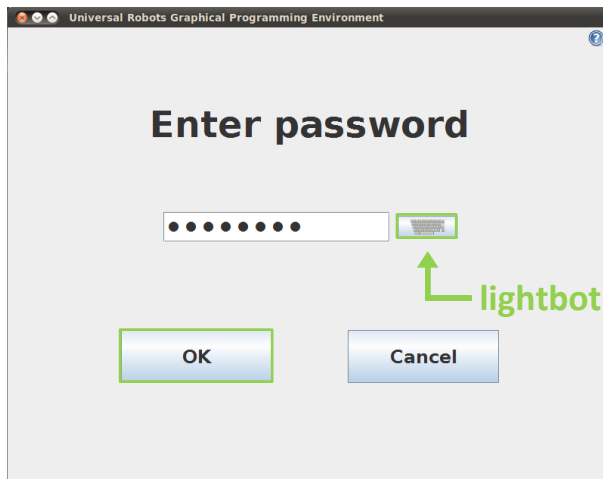 Universal Robots Graphical Programming Environment
Enter password
lightbot
OK
Cancel